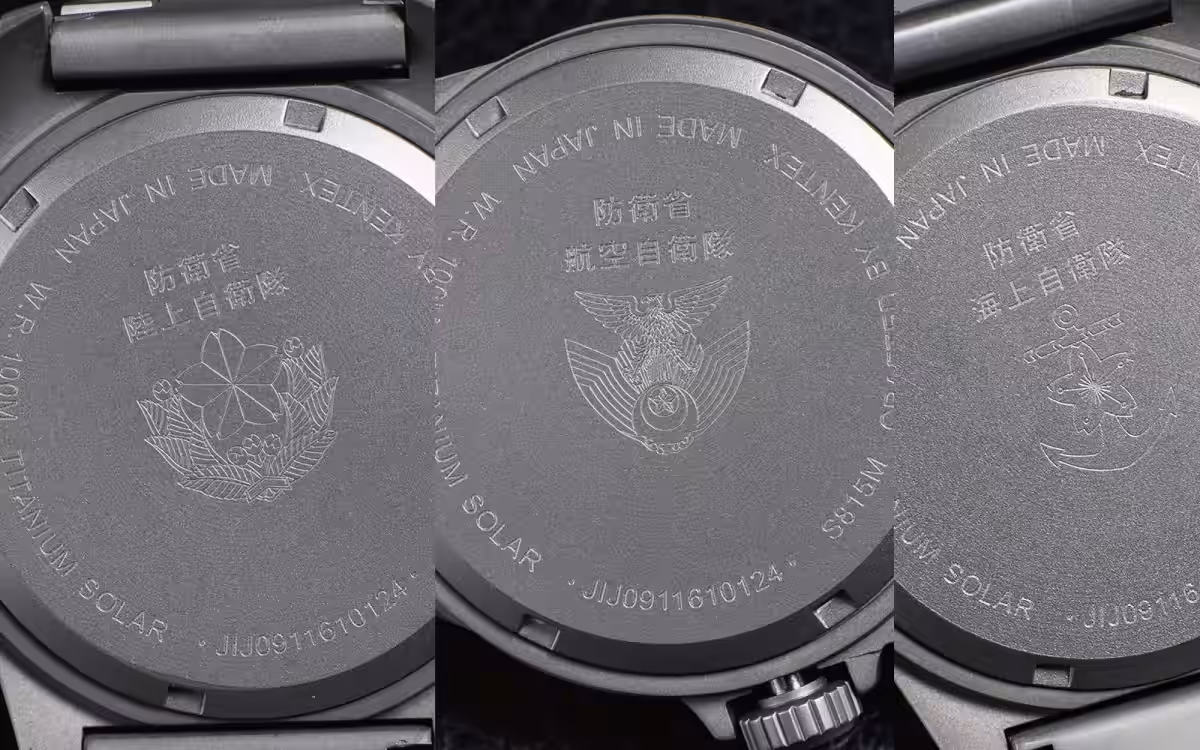 防衛省
陸上自衛隊
W.R. 100M TITANIUM SOLAR
• JIJ0911610124 •
KENTEX
MADE IN JAPAN
防衛省
航空自衛隊
SOLAR
• JIJ0911610124 •
S815M
BY KENTEX
MADE IN JAPAN
W.R.
防衛省
海上自衛隊
SOLAR
KENTEX
MADE IN JAPAN